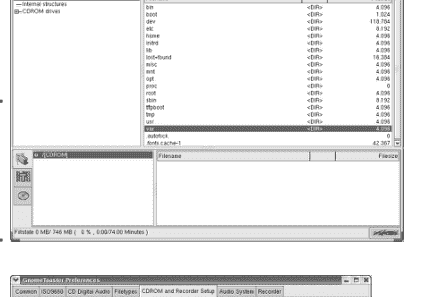 Internal structures
CDROM drives
bin <DIR> 4.096
boot <DIR> 1.024
dev <DIR> 118.784
etc <DIR> 8.192
home <DIR> 4.096
initrd <DIR> 4.096
lib <DIR> 4.096
lost+found <DIR> 16.384
misc <DIR> 4.096
mnt <DIR> 4.096
opt <DIR> 4.096
proc <DIR> 0
root <DIR> 4.096
sbin <DIR> 8.192
tftpboot <DIR> 4.096
tmp <DIR> 4.096
usr <DIR> 4.096
var <DIR> 4.096
.autofsck 0
.fonts.cache-1 42.367
/(CDROM) Filename Filesize
Filesize 0 MB/ 746 MB ( 0 %, 0:00/74:00 Minutes )
GnomeToaster Preferences
Common ISO9660 CD Digital Audio Filetypes CDROM and Recorder Setup Audio System Recorder